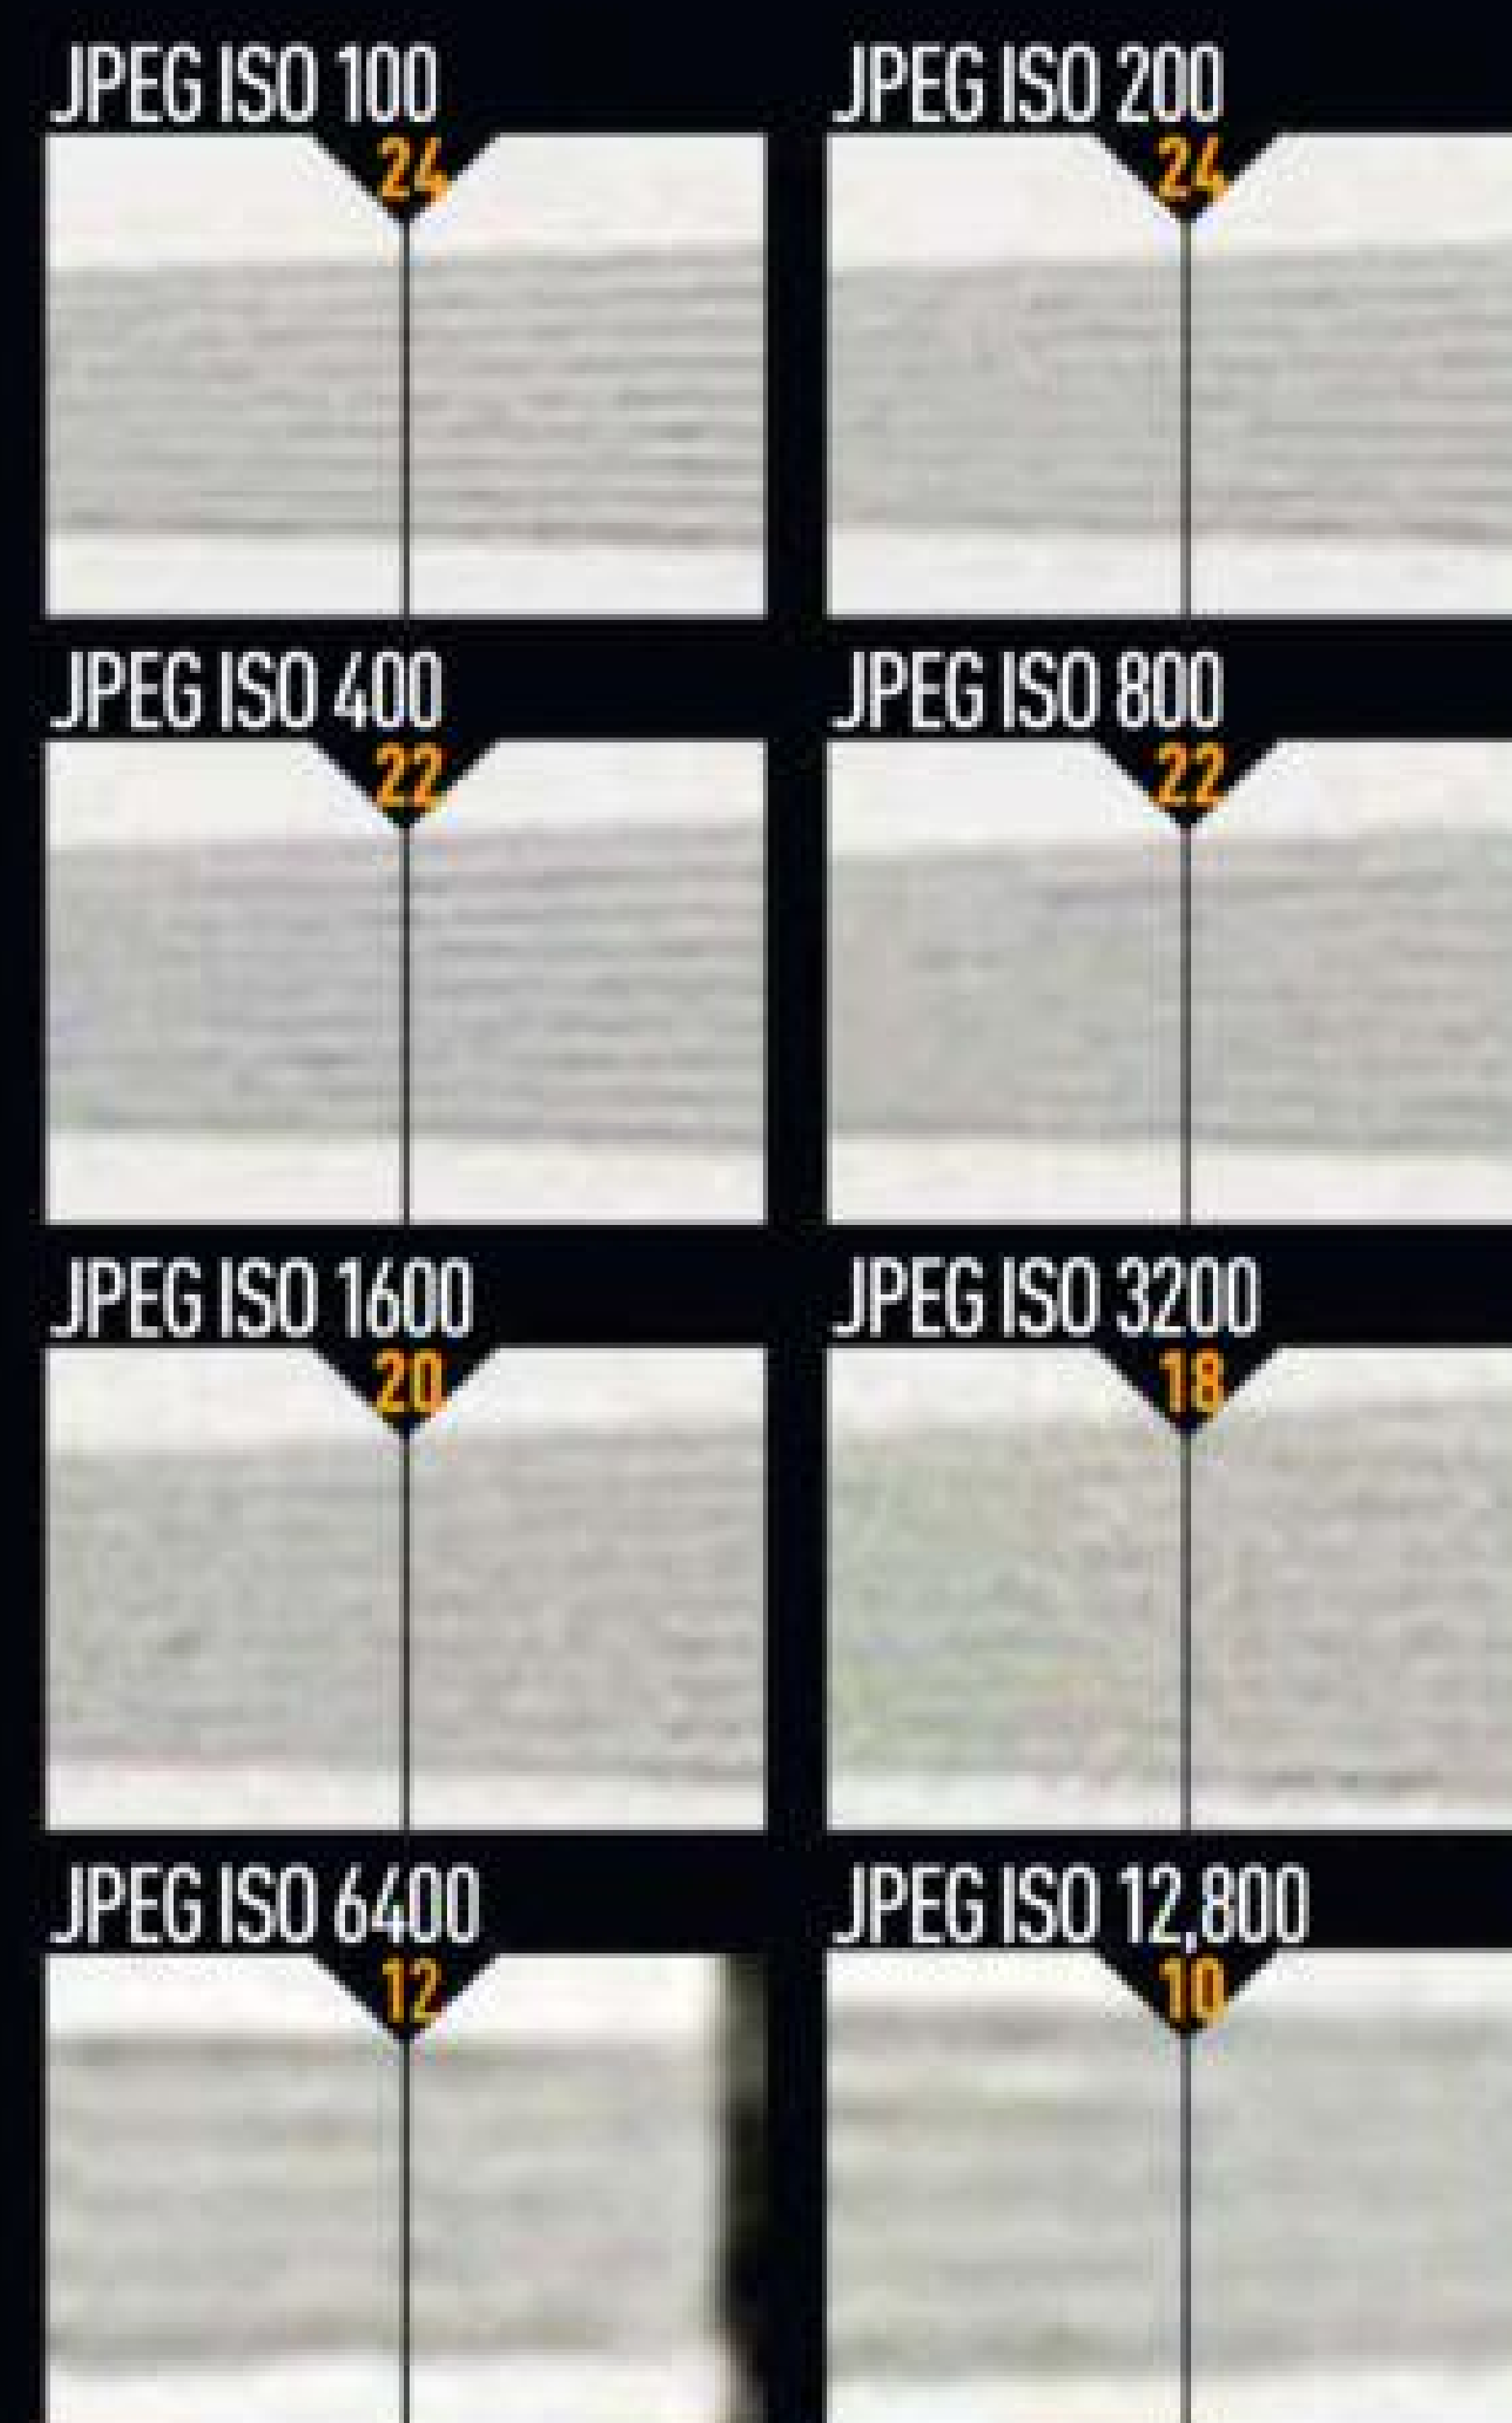 JPEG ISO 100
24
JPEG ISO 200
24
JPEG ISO 400
22
JPEG ISO 800
22
JPEG ISO 1600
20
JPEG ISO 3200
18
JPEG ISO 6400
12
JPEG ISO 12,800
10